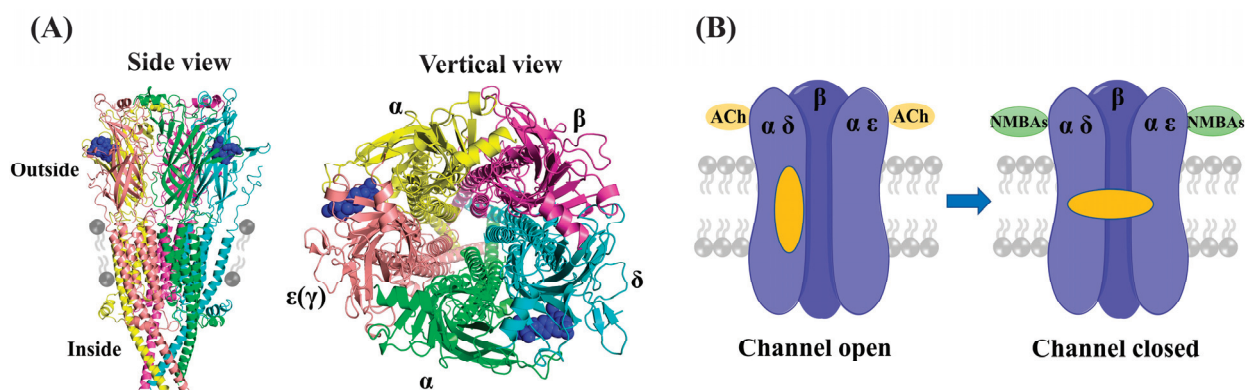 (A)
Side view
Outside
Inside
Vertical view
α
β
ε(γ)
δ
α
(B)
ACh
β
α δ
α ε
ACh
Channel open
NMBAs
β
α δ
α ε
NMBAs
Channel closed